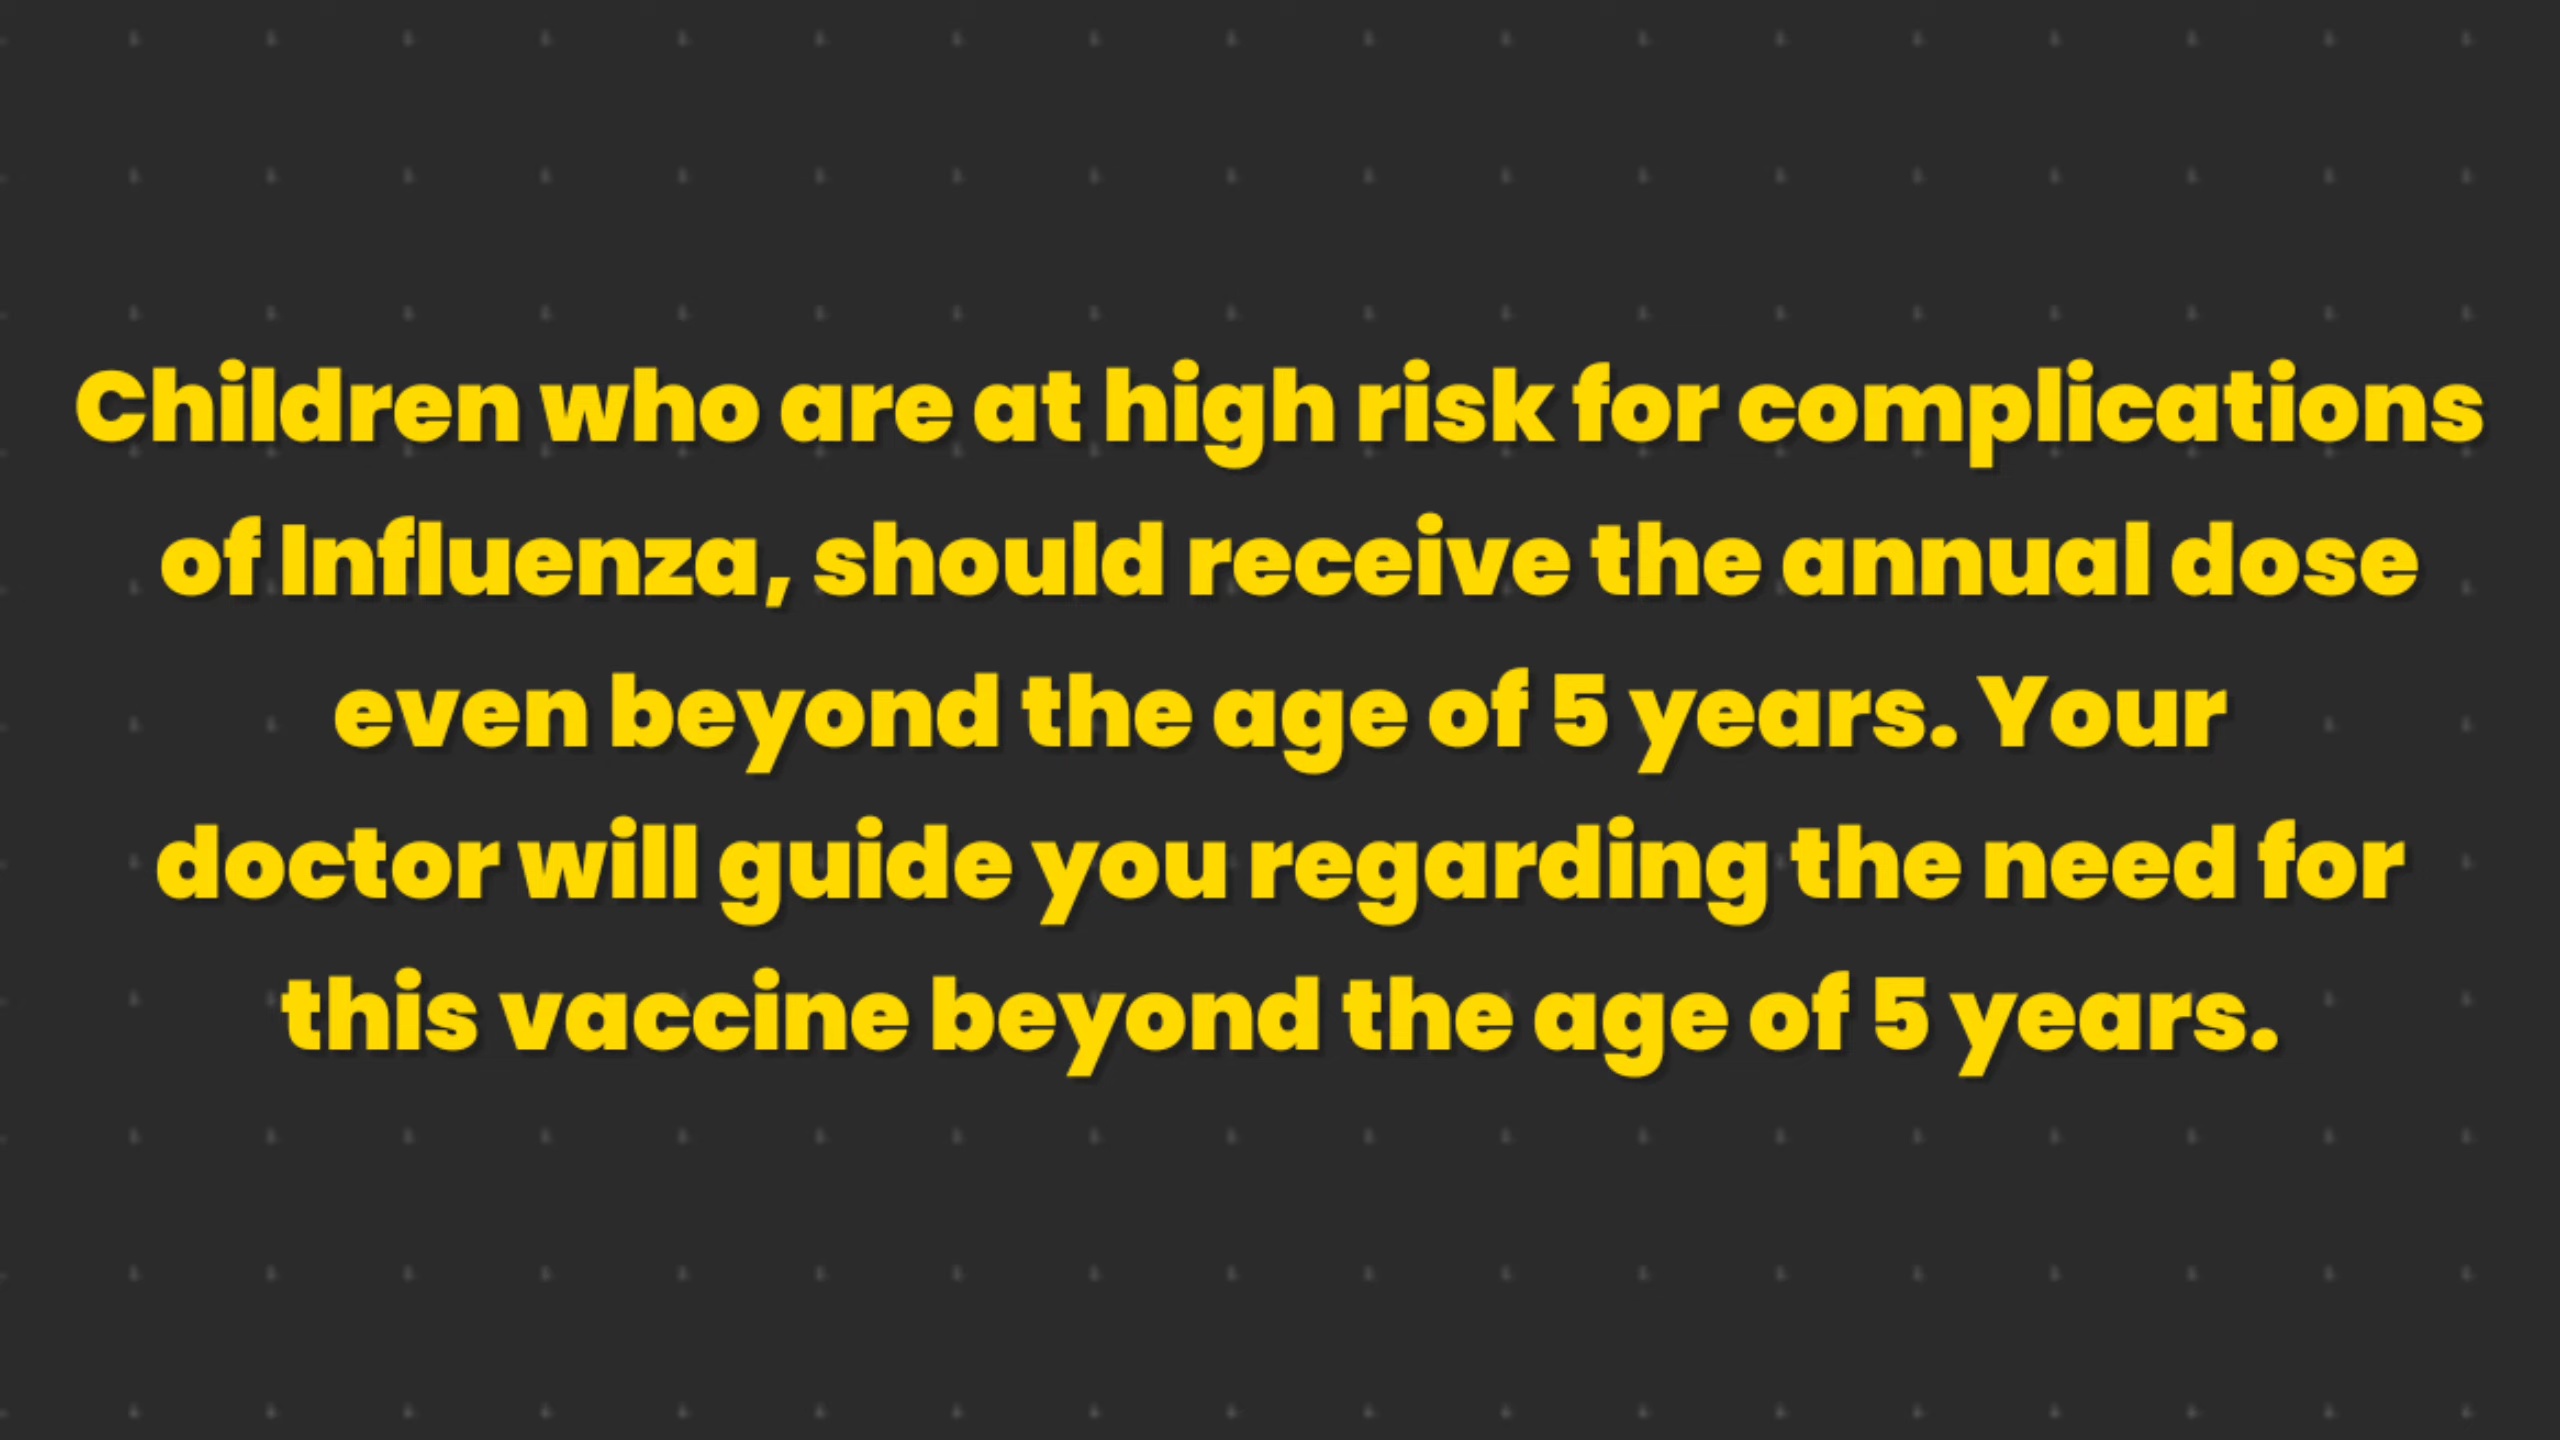 Children who are at high risk for complications
of Influenza, should receive the annual dose
even beyond the age of 5 years. Your
doctor will guide you regarding the need for
this vaccine beyond the age of 5 years.